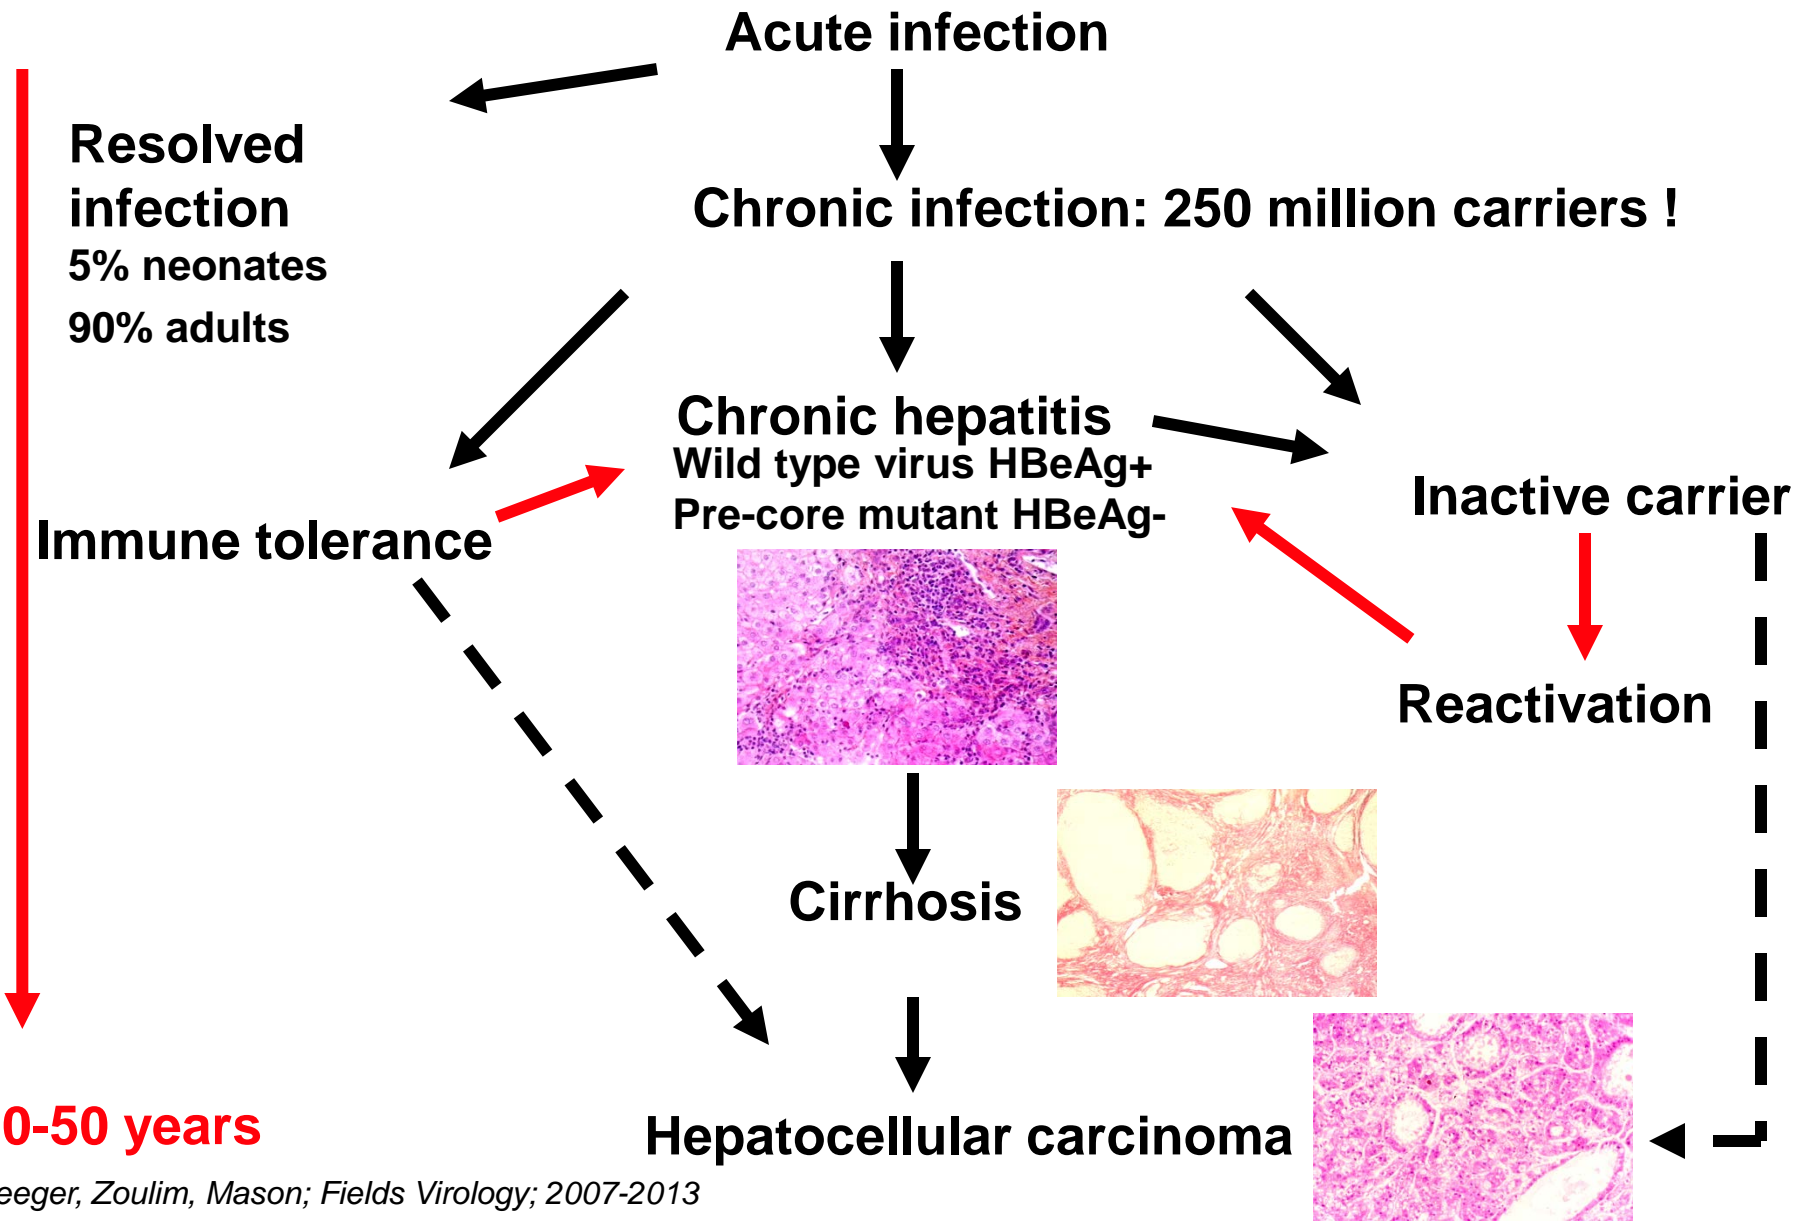 Acute infection
Resolved
infection
5% neonates
90% adults
Chronic infection: 250 million carriers !
Chronic hepatitis
Wild type virus HBeAg+
Pre-core mutant HBeAg-
Immune tolerance
Inactive carrier
Reactivation
Cirrhosis
0-50 years
Hepatocellular carcinoma
eeger, Zoulim, Mason; Fields Virology; 2007-2013